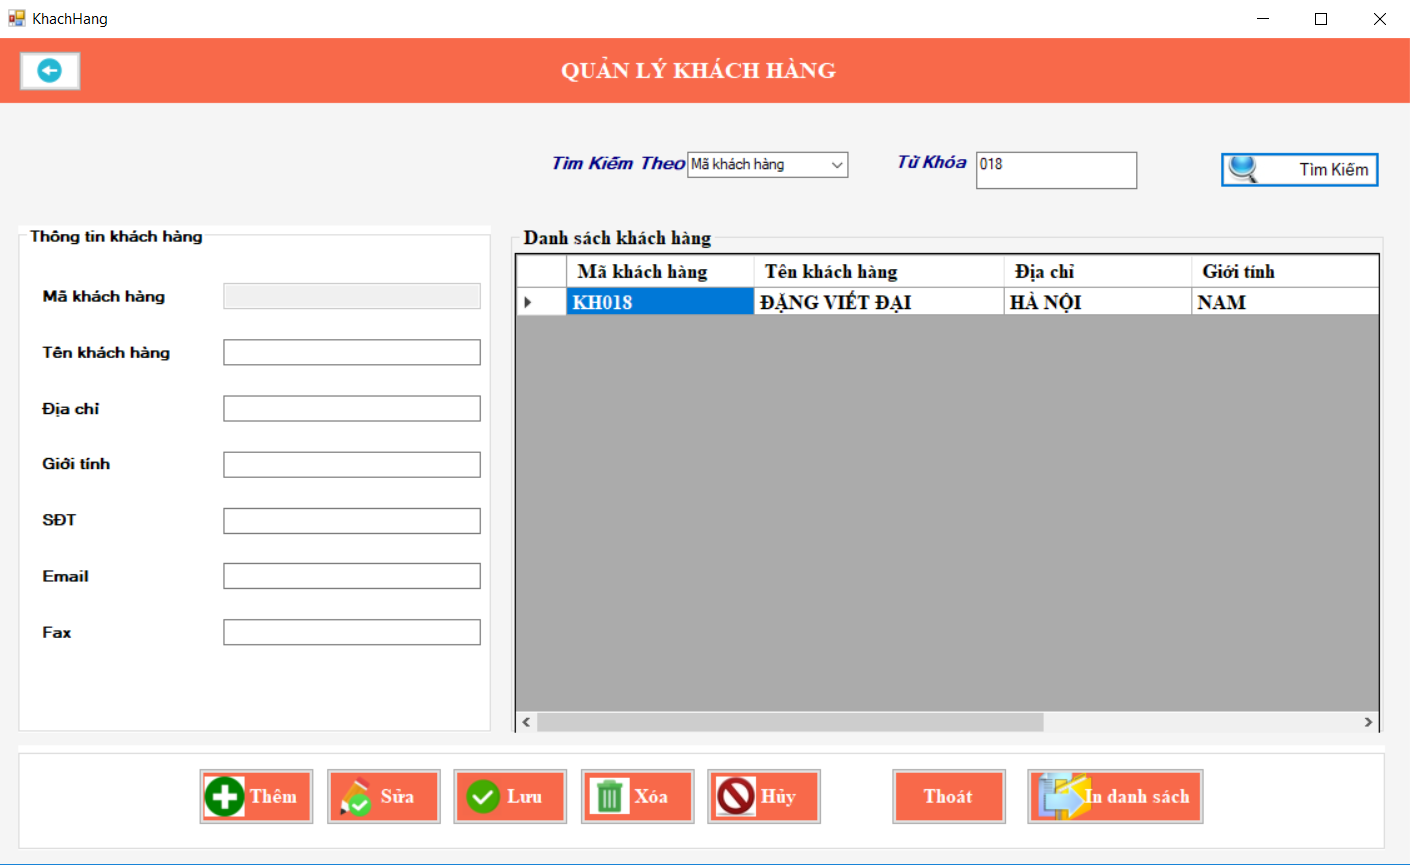 KhachHang
QUẢN LÝ KHÁCH HÀNG
Tìm Kiếm Theo Mã khách hàng Từ Khóa 018 Tìm Kiếm
Thông tin khách hàng
Mã khách hàng
Tên khách hàng
Địa chỉ
Giới tính
SĐT
Email
Fax
Danh sách khách hàng
Mã khách hàng Tên khách hàng Địa chỉ Giới tính
KH018 ĐẶNG VIẾT ĐẠI HÀ NỘI NAM
Thêm Sửa Lưu Xóa Hủy Thoát In danh sách